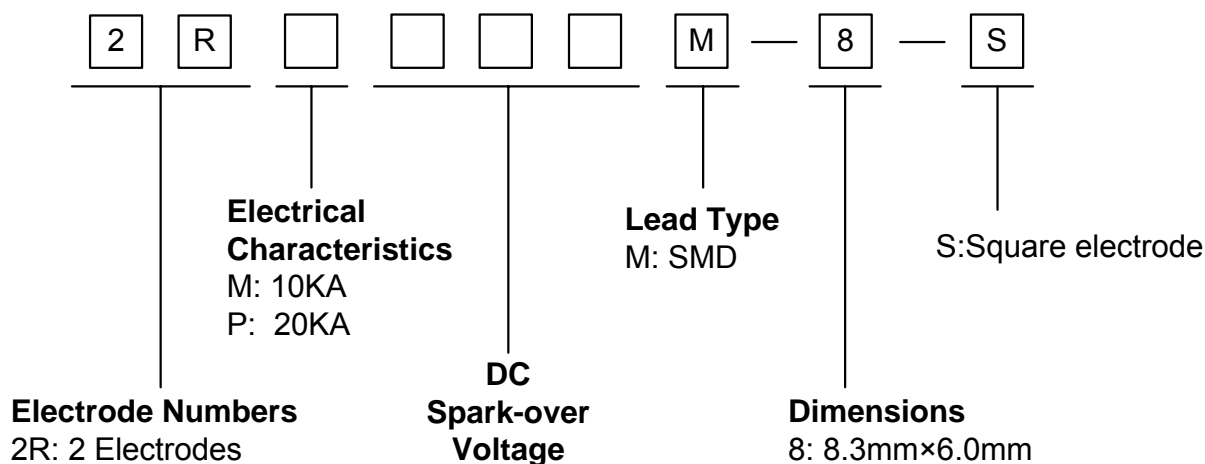 2 R M — 8 — S
Electrical
Characteristics
M: 10KA
P: 20KA
Lead Type
M: SMD
S:Square electrode
DC
Spark-over
Voltage
Electrode Numbers
2R: 2 Electrodes
Dimensions
8: 8.3mm×6.0mm